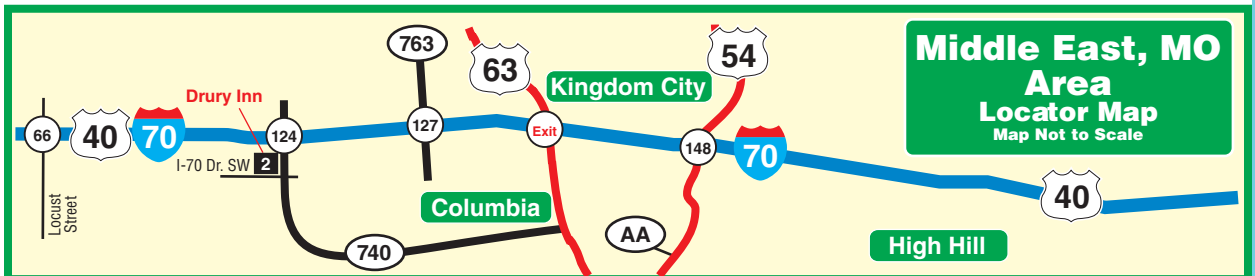 Middle East, MO
Area
Locator Map
Map Not to Scale
763
63
54
Kingdom City
Drury Inn
66
40
70
124
127
Exit
148
70
I-70 Dr. SW
2
Locust
Street
Columbia
40
740
AA
High Hill